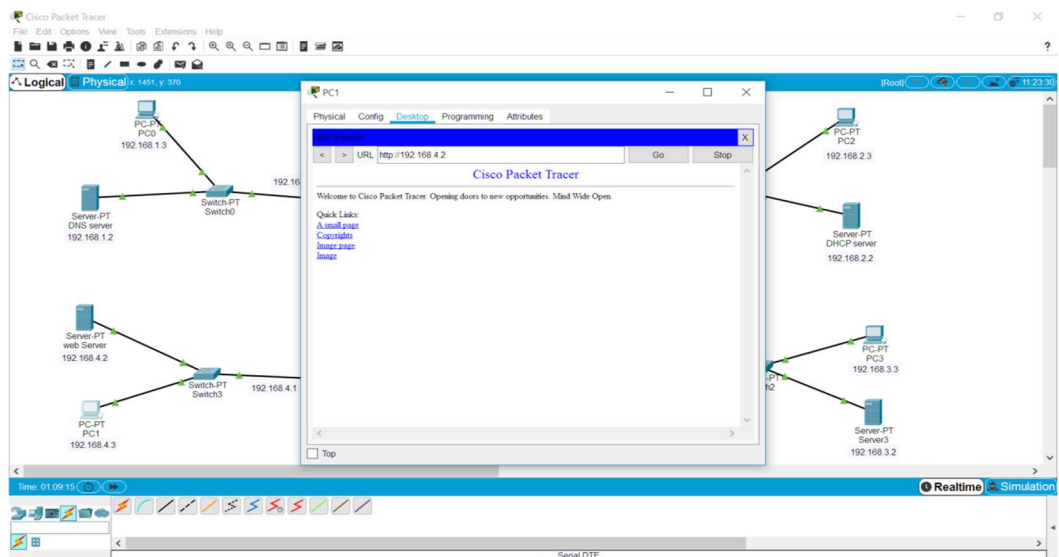 Cisco Packet Tracer
File Edit Options View Tools Extensions Help
?
Logical Physical x: 1451, y: 370
[Root] 11:23:30
PC-PT
PC0
192.168.1.3
Server-PT
DNS server
192.168.1.2
Switch-PT
Switch0
192.16
Server-PT
web Server
192.168.4.2
Switch-PT
Switch3
192.168.4.1
PC-PT
PC1
192.168.4.3
PC1
Physical Config Desktop Programming Attributes
X
< > URL http://192.168.4.2 Go Stop
Cisco Packet Tracer
Welcome to Cisco Packet Tracer. Opening doors to new opportunities. Mind Wide Open.
Quick Links:
A small page
Copyrights
Image page
Image
Top
PC-PT
PC2
192.168.2.3
Server-PT
DHCP server
192.168.2.2
PC-PT
PC3
192.168.3.3
-PT
h2
Server-PT
Server3
192.168.3.2
Time: 01:09:15
Realtime Simulation
Serial DTE